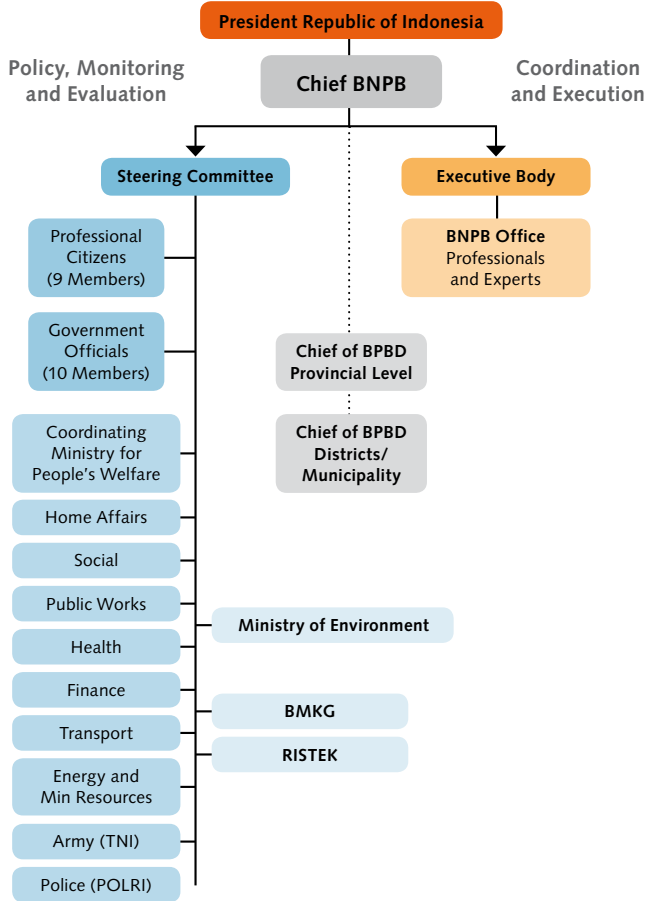 President Republic of Indonesia
Policy, Monitoring
and Evaluation
Chief BNPB
Coordination
and Execution
Steering Committee
Executive Body
Professional
Citizens
(9 Members)
BNPB Office
Professionals
and Experts
Government
Officials
(10 Members)
Chief of BPBD
Provincial Level
Coordinating
Ministry for
People's Welfare
Chief of BPBD
Districts/
Municipality
Home Affairs
Social
Public Works
Ministry of Environment
Health
Finance
BMKG
Transport
RISTEK
Energy and
Min Resources
Army (TNI)
Police (POLRI)